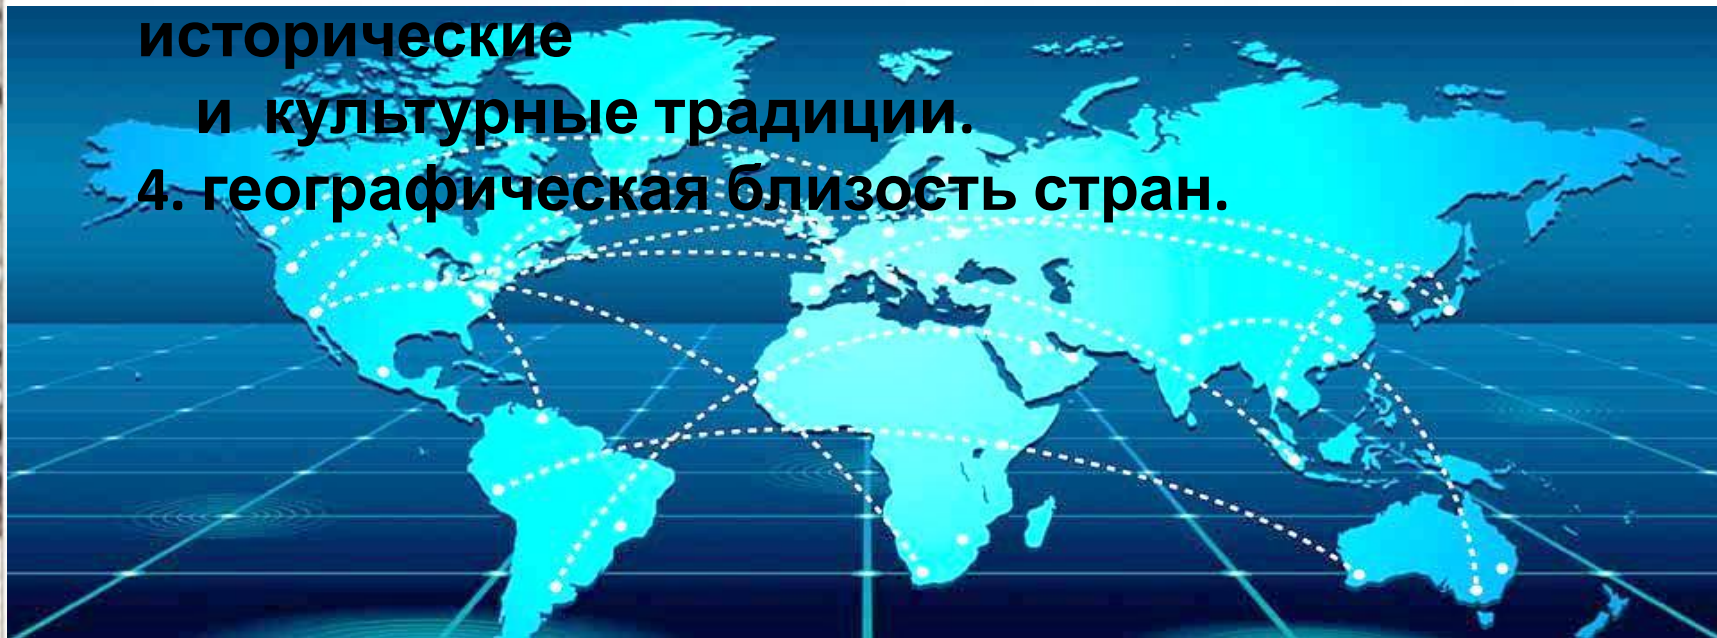 исторические
и культурные традиции.
4. географическая близость стран.